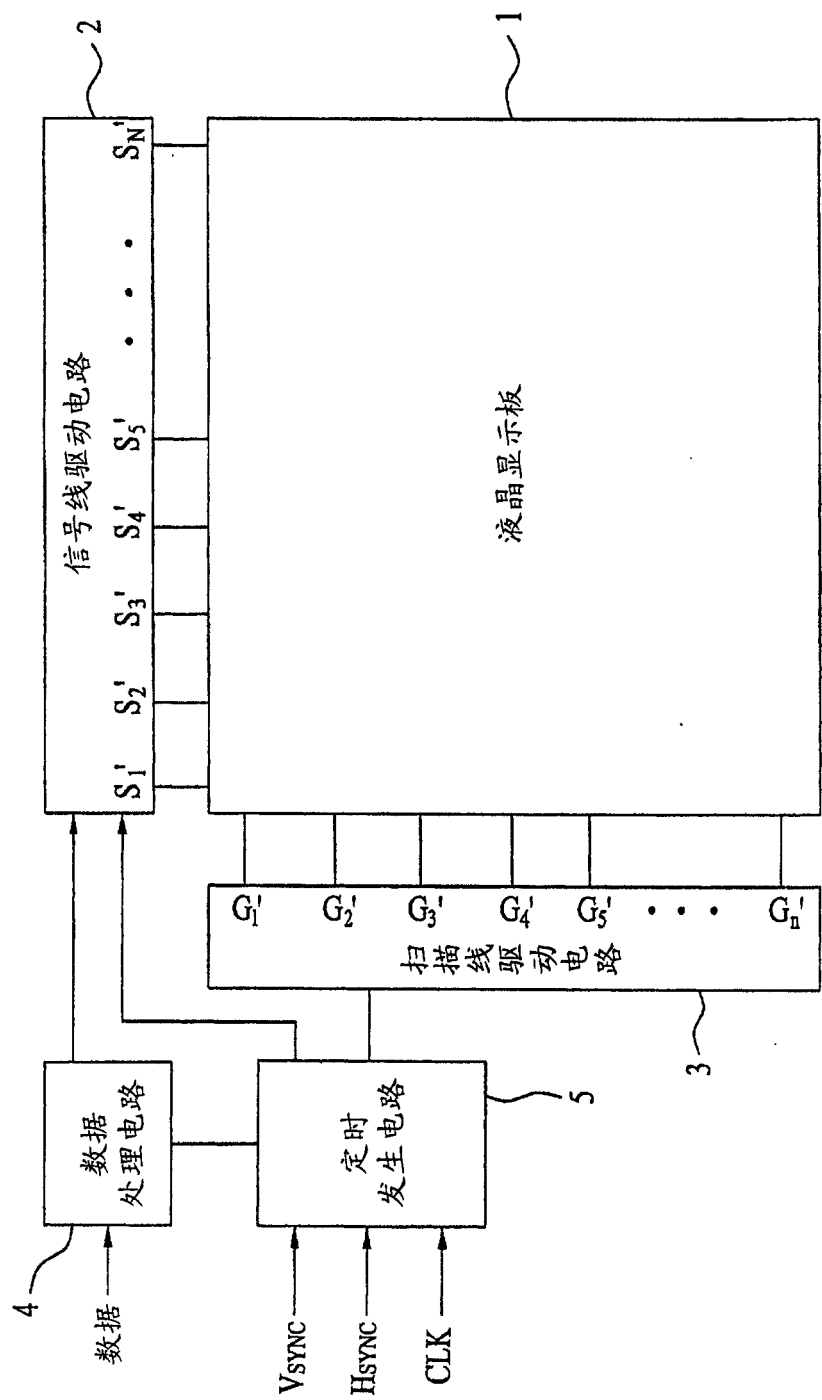 2
信号线驱动电路
S₁' S₂' S₃' S₄' S₅' • • • S_N'
1
液晶显示板
G₁'
G₂'
G₃'
G₄'
G₅'
•
•
•
Gₙ'
扫描线驱动电路
3
4
数据
处理电路
数据
定时
发生电路
5
VSYNC
HSYNC
CLK